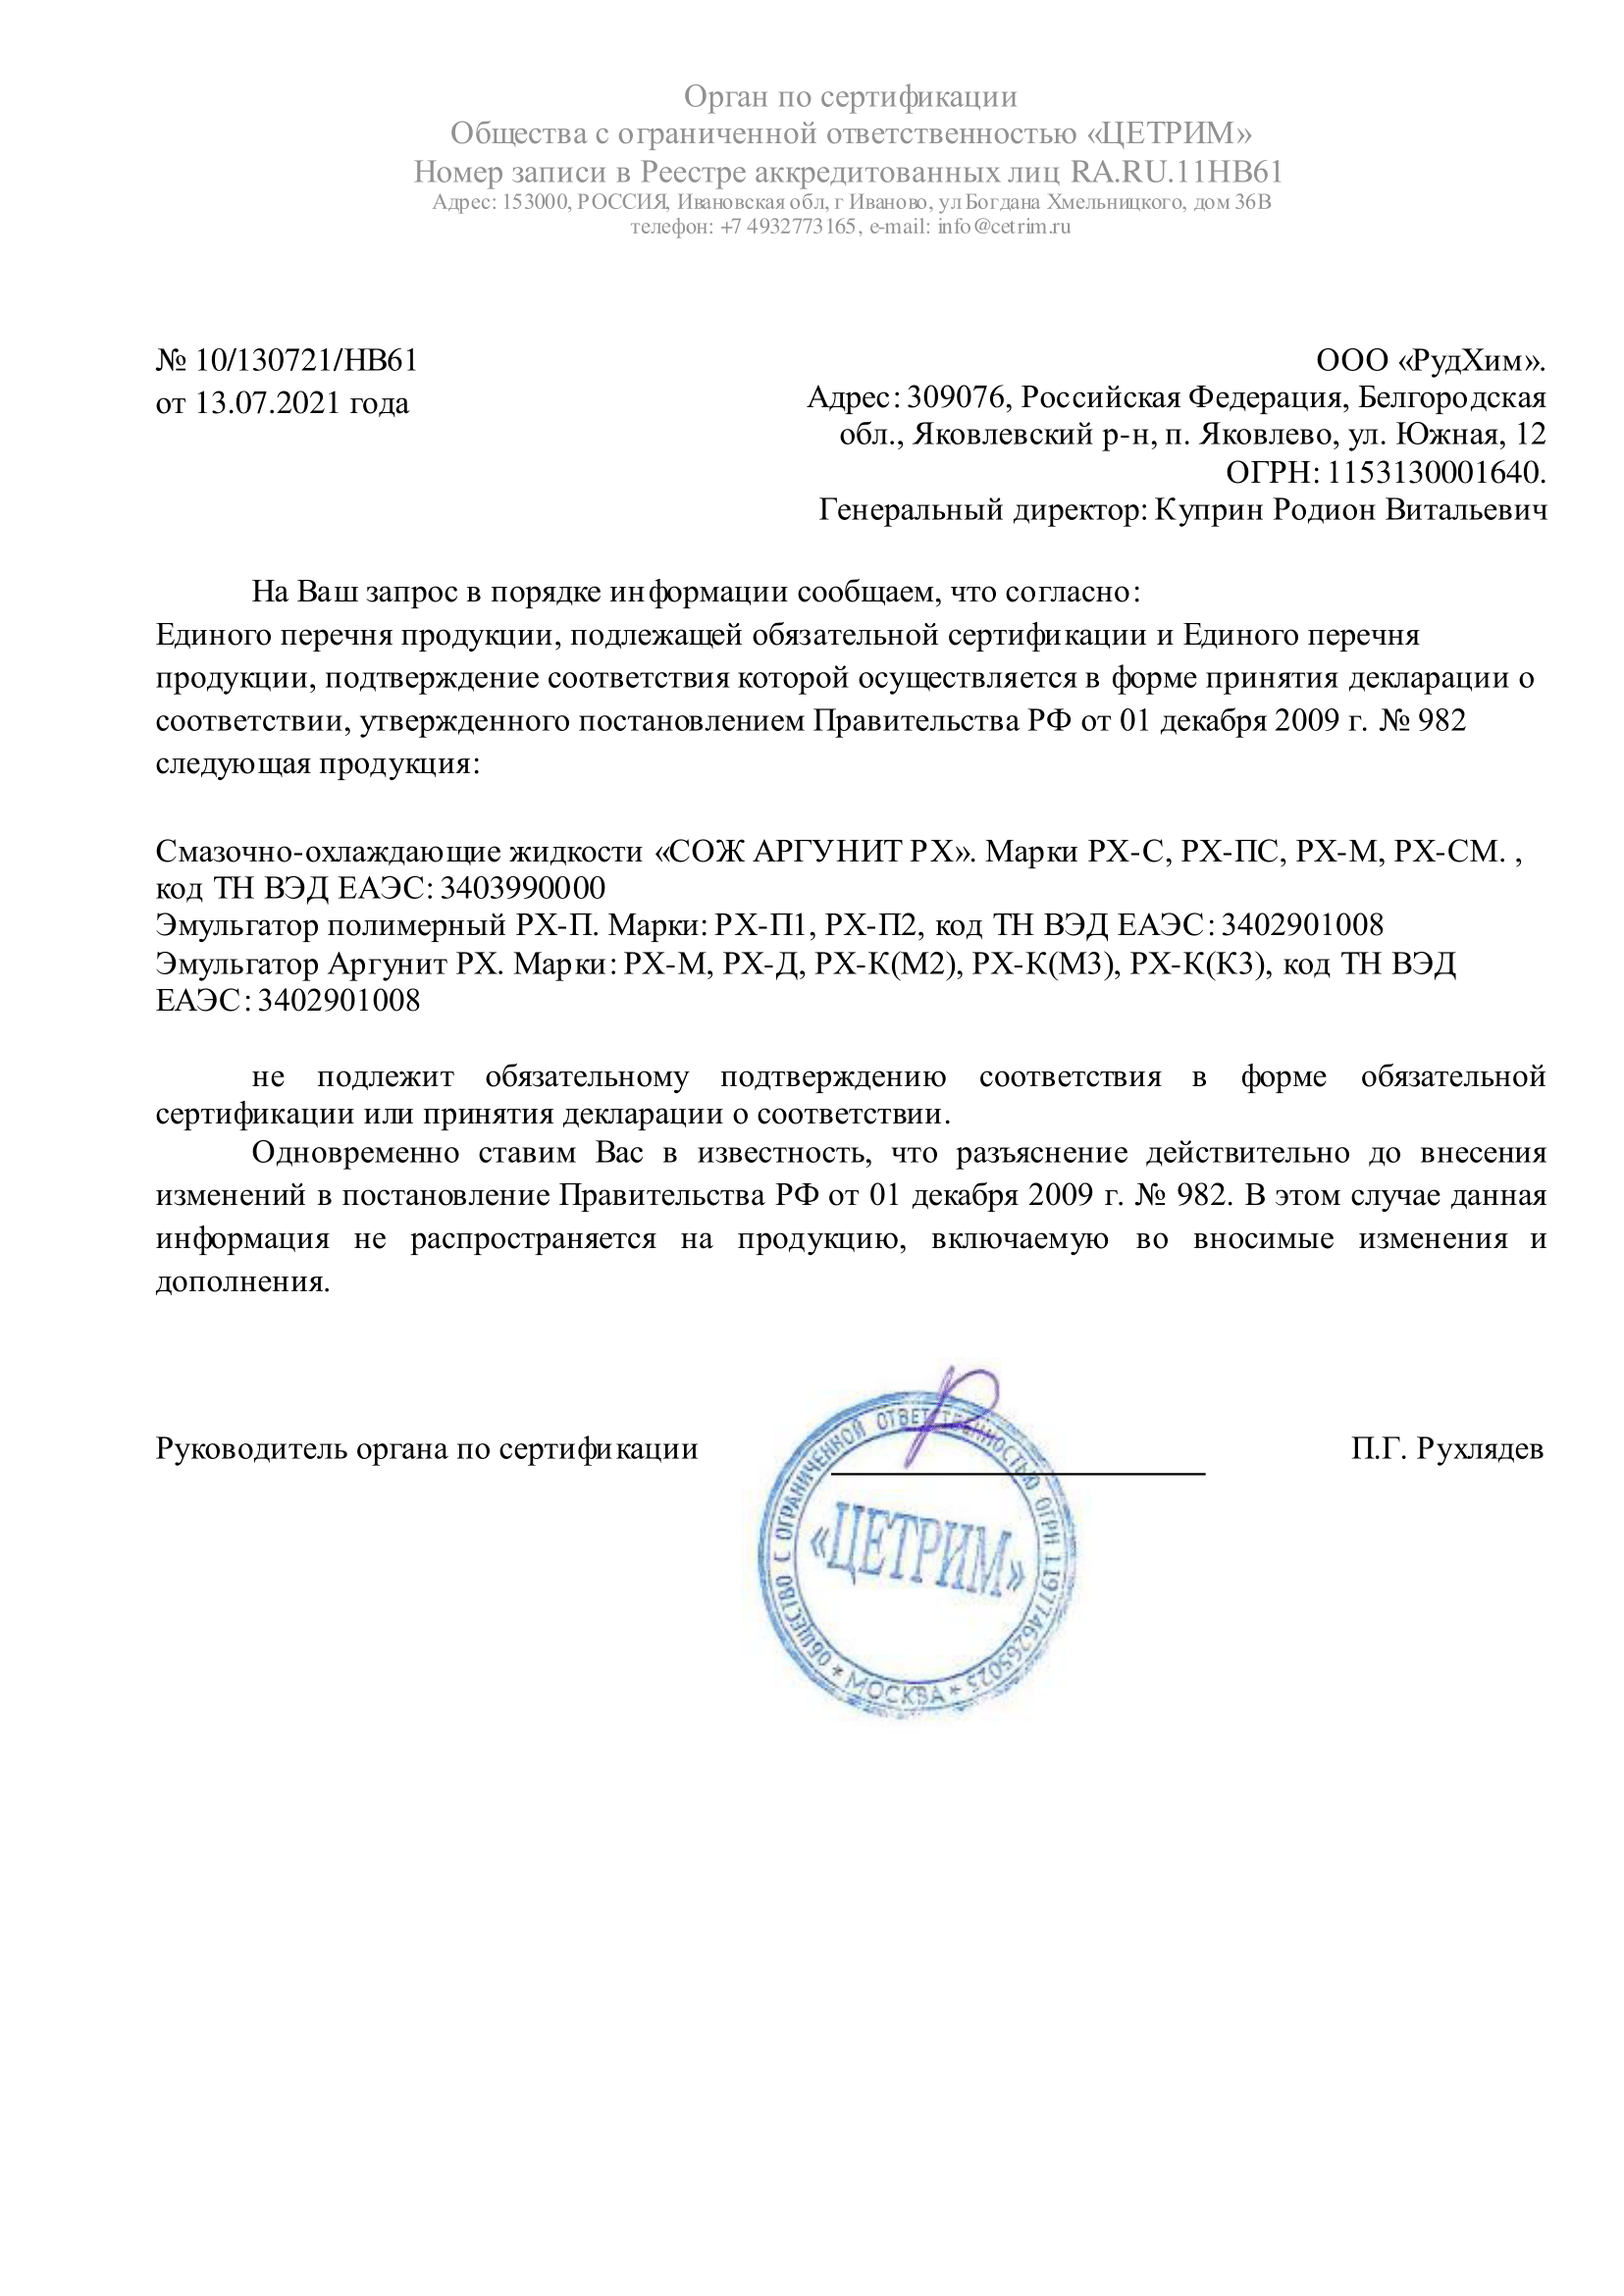 Орган по сертификации
Общества с ограниченной ответственностью «ЦЕТРИМ»
Номер записи в Реестре аккредитованных лиц RA.RU.11НВ61
Адрес: 153000, РОССИЯ, Ивановская обл, г Иваново, ул Богдана Хмельницкого, дом 36В
телефон: +7 4932773165, e-mail: info@cetrim.ru
№ 10/130721/НВ61
от 13.07.2021 года
ООО «РудХим».
Адрес: 309076, Российская Федерация, Белгородская
обл., Яковлевский р-н, п. Яковлево, ул. Южная, 12
ОГРН: 1153130001640.
Генеральный директор: Куприн Родион Витальевич
На Ваш запрос в порядке информации сообщаем, что согласно:
Единого перечня продукции, подлежащей обязательной сертификации и Единого перечня
продукции, подтверждение соответствия которой осуществляется в форме принятия декларации о
соответствии, утвержденного постановлением Правительства РФ от 01 декабря 2009 г. № 982
следующая продукция:
Смазочно-охлаждающие жидкости «СОЖ АРГУНИТ РХ». Марки РХ-С, РХ-ПС, РХ-М, РХ-СМ. ,
код ТН ВЭД ЕАЭС: 3403990000
Эмульгатор полимерный РХ-П. Марки: РХ-П1, РХ-П2, код ТН ВЭД ЕАЭС: 3402901008
Эмульгатор Аргунит РХ. Марки: РХ-М, РХ-Д, РХ-К(М2), РХ-К(М3), РХ-К(К3), код ТН ВЭД
ЕАЭС: 3402901008
не подлежит обязательному подтверждению соответствия в форме обязательной
сертификации или принятия декларации о соответствии.
Одновременно ставим Вас в известность, что разъяснение действительно до внесения
изменений в постановление Правительства РФ от 01 декабря 2009 г. № 982. В этом случае данная
информация не распространяется на продукцию, включаемую во вносимые изменения и
дополнения.
Руководитель органа по сертификации
П.Г. Рухлядев
ОБЩЕСТВО С ОГРАНИЧЕННОЙ ОТВЕТСТВЕННОСТЬЮ ОГРН 1197746265025
«ЦЕТРИМ»
* МОСКВА *